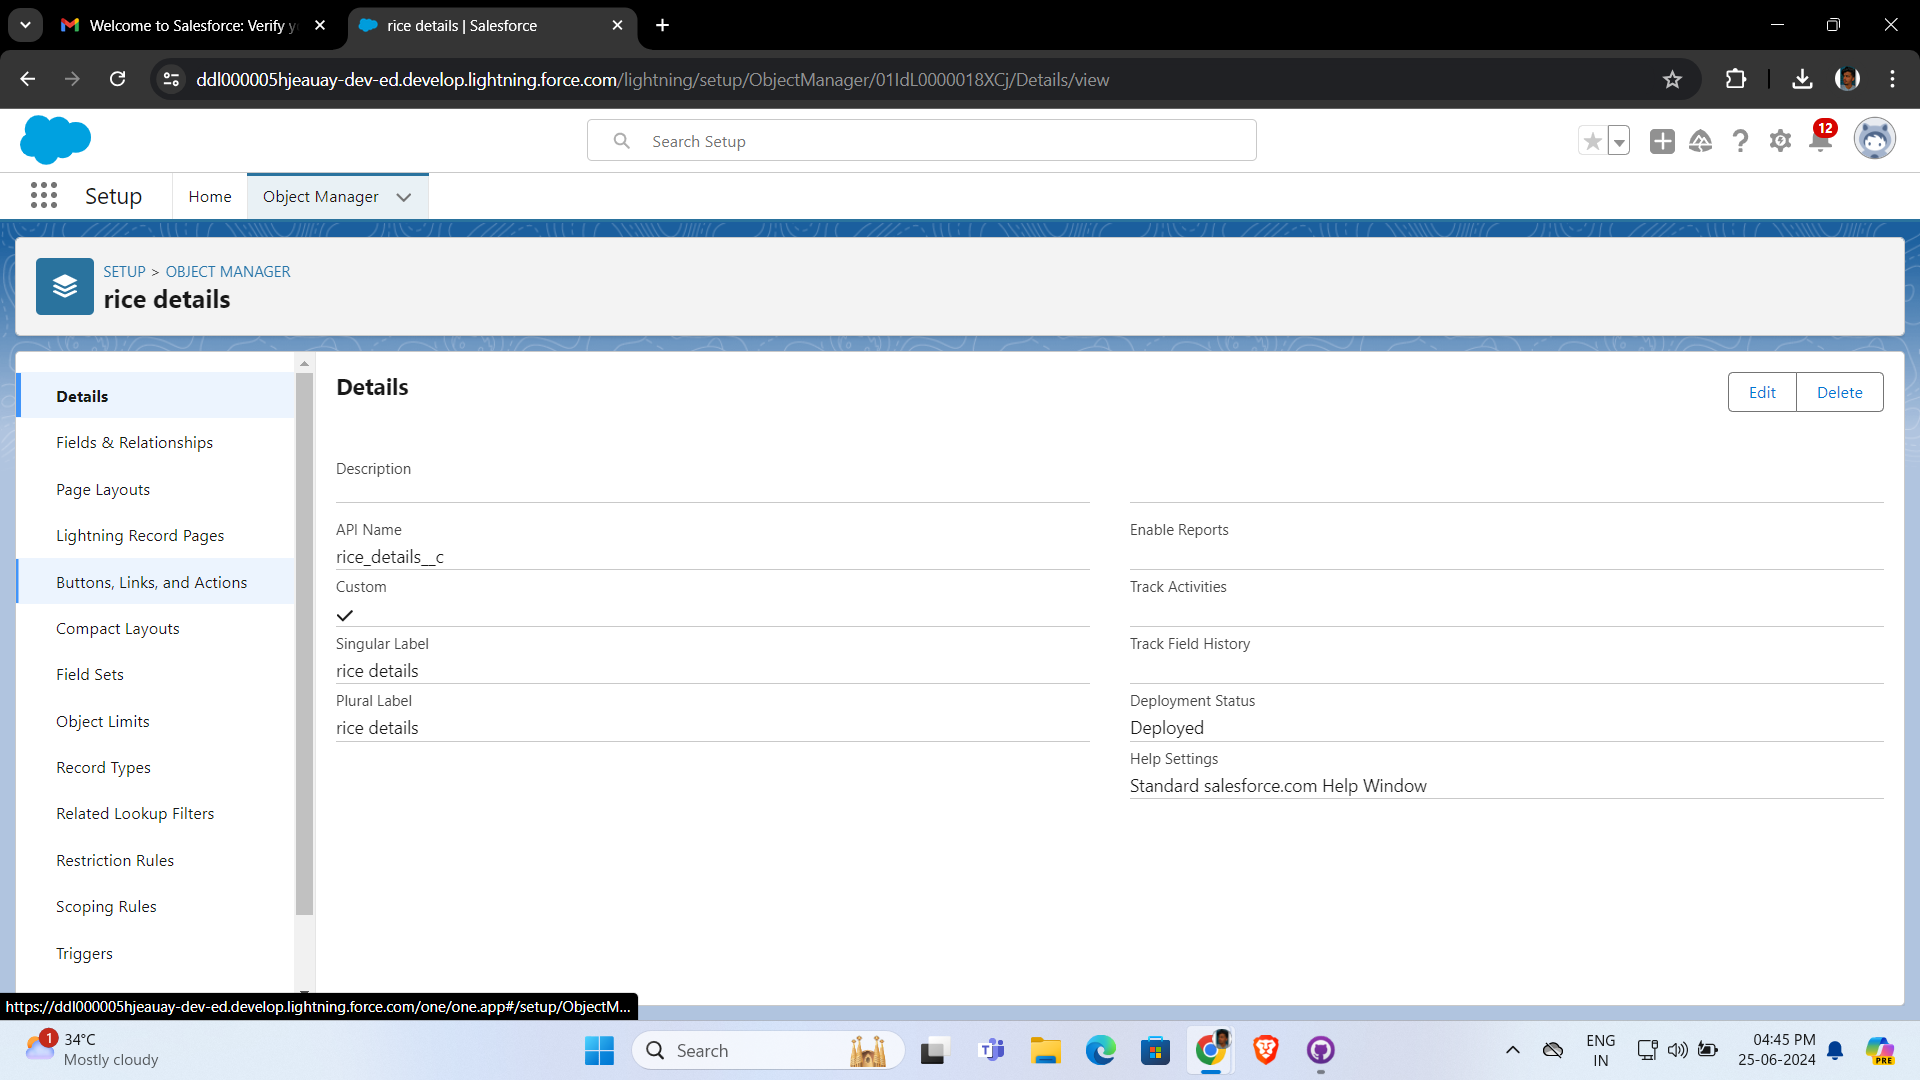 Welcome to Salesforce: Verify y
rice details | Salesforce
ddl000005hjeauay-dev-ed.develop.lightning.force.com/lightning/setup/ObjectManager/01IdL0000018XCj/Details/view
Search Setup
12
Setup
Home
Object Manager
SETUP > OBJECT MANAGER
rice details
Details
Fields & Relationships
Page Layouts
Lightning Record Pages
Buttons, Links, and Actions
Compact Layouts
Field Sets
Object Limits
Record Types
Related Lookup Filters
Restriction Rules
Scoping Rules
Triggers
Details
Edit
Delete
Description
API Name
rice_details__c
Custom
Singular Label
rice details
Plural Label
rice details
Enable Reports
Track Activities
Track Field History
Deployment Status
Deployed
Help Settings
Standard salesforce.com Help Window
https://ddl000005hjeauay-dev-ed.develop.lightning.force.com/one/one.app#/setup/ObjectM...
1
34°C
Mostly cloudy
Search
ENG
IN
04:45 PM
25-06-2024
PRE